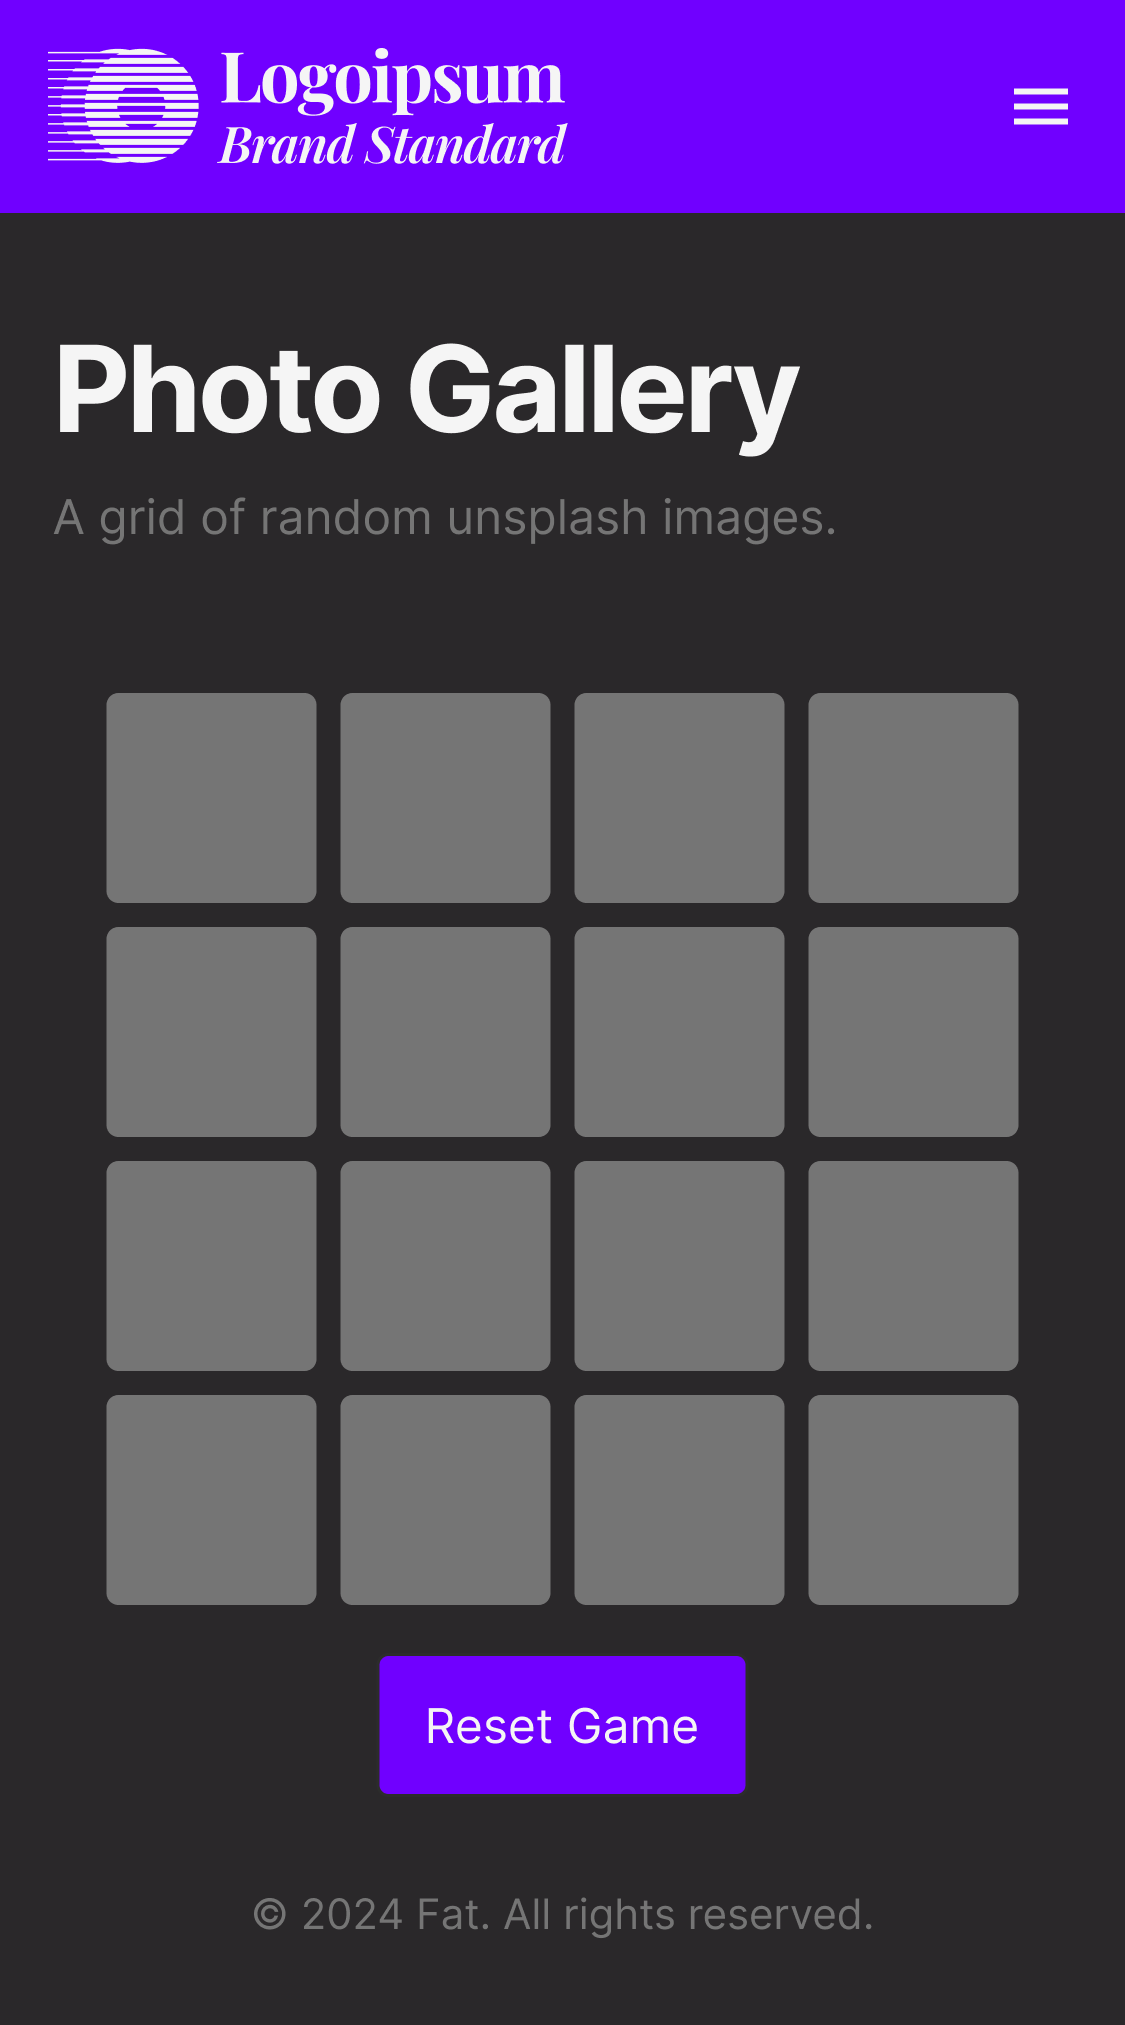 Logoipsum
Brand Standard
Photo Gallery
A grid of random unsplash images.
Reset Game
© 2024 Fat. All rights reserved.